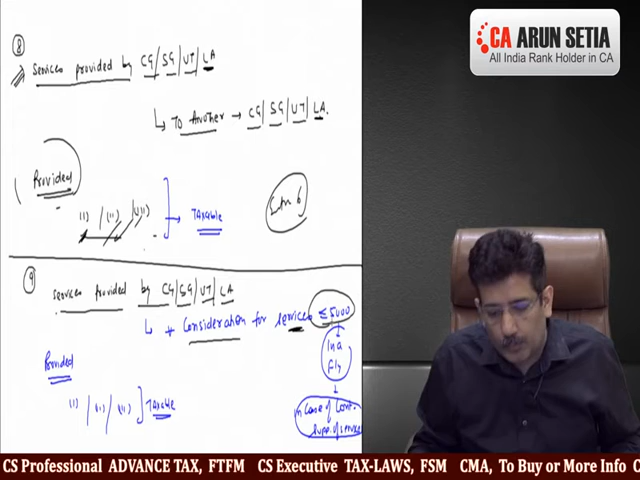 ⑧
Services provided by CG/SG/UT/LA
↳ To Another → CG/SG/UT/LA.
Provided
(i) / (ii) / (iii) → Taxable
Entry 6
⑨
Services provided by CG/SG/UT/LA
↳ * Consideration for services ≤ 5000
In a
F/Y
Provided
(i) / (ii) / (iii) ] Taxable
in Case of Cont.
Supp. of service
CA ARUN SETIA
All India Rank Holder in CA
CS Professional ADVANCE TAX, FTFM CS Executive TAX-LAWS, FSM CMA, To Buy or More Info C